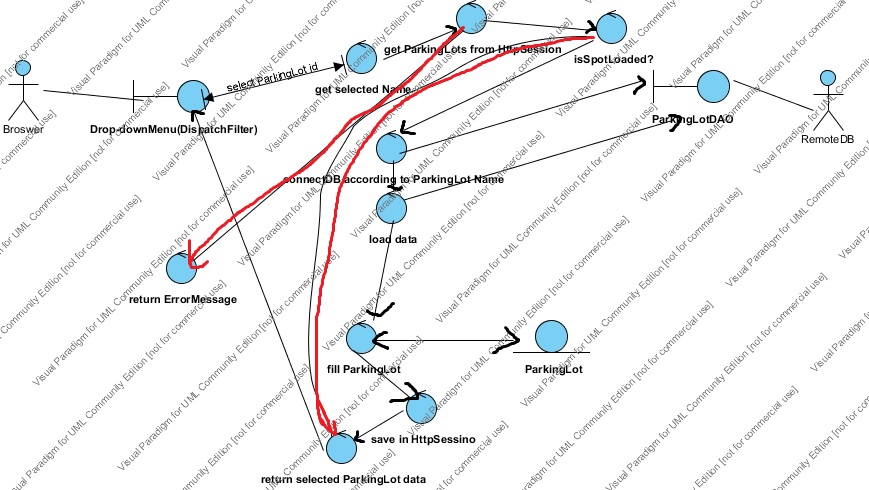 get ParkingLots from HttpSession
isSpotLoaded?
select ParkingLot id
get selected Name
ParkingLotDAO
Broswer
Drop-downMenu(DispatchFilter)
RemoteDB
connectDB according to ParkingLot Name
load data
return ErrorMessage
fill ParkingLot
ParkingLot
save in HttpSessino
return selected ParkingLot data
Visual Paradigm for UML Community Edition [not for commercial use]